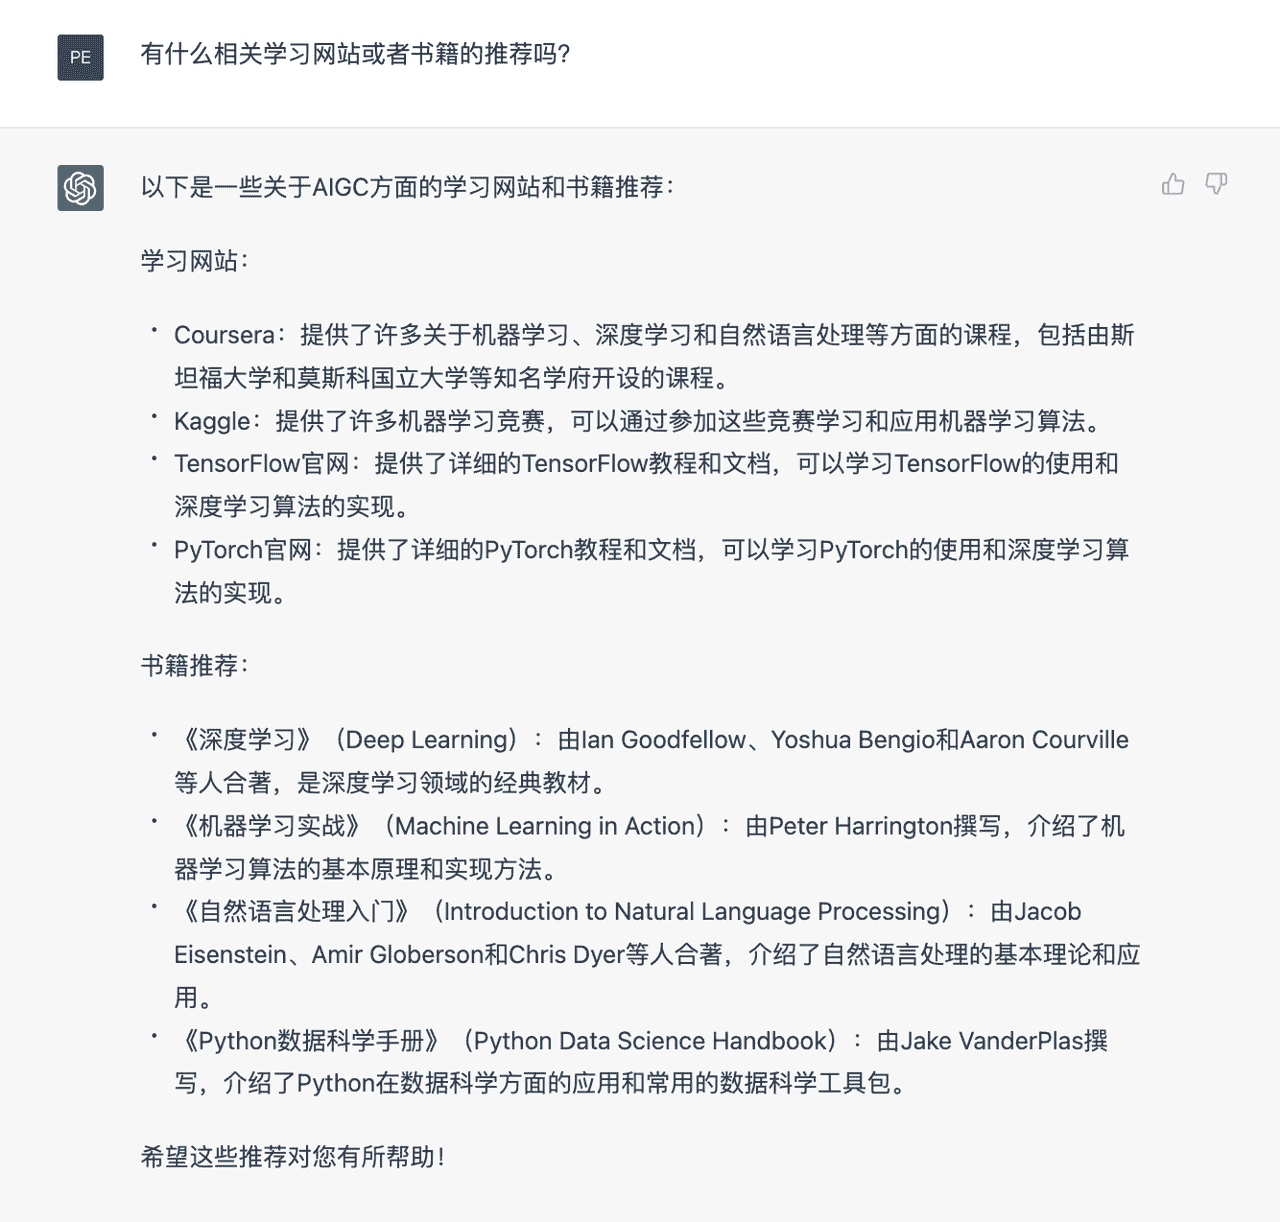 PE
有什么相关学习网站或者书籍的推荐吗?
以下是一些关于AIGC方面的学习网站和书籍推荐：
学习网站：
• Coursera：提供了许多关于机器学习、深度学习和自然语言处理等方面的课程，包括由斯
坦福大学和莫斯科国立大学等知名学府开设的课程。
• Kaggle：提供了许多机器学习竞赛，可以通过参加这些竞赛学习和应用机器学习算法。
• TensorFlow官网：提供了详细的TensorFlow教程和文档，可以学习TensorFlow的使用和
深度学习算法的实现。
• PyTorch官网：提供了详细的PyTorch教程和文档，可以学习PyTorch的使用和深度学习算
法的实现。
书籍推荐：
• 《深度学习》（Deep Learning）：由Ian Goodfellow、Yoshua Bengio和Aaron Courville
等人合著，是深度学习领域的经典教材。
• 《机器学习实战》（Machine Learning in Action）：由Peter Harrington撰写，介绍了机
器学习算法的基本原理和实现方法。
• 《自然语言处理入门》（Introduction to Natural Language Processing）：由Jacob
Eisenstein、Amir Globerson和Chris Dyer等人合著，介绍了自然语言处理的基本理论和应
用。
• 《Python数据科学手册》（Python Data Science Handbook）：由Jake VanderPlas撰
写，介绍了Python在数据科学方面的应用和常用的数据科学工具包。
希望这些推荐对您有所帮助！